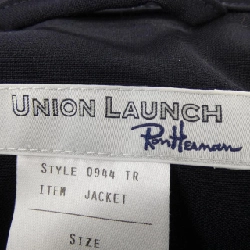 UNION LAUNCH
Ron Herman
STYLE 0944 TR
ITEM JACKET
SIZE